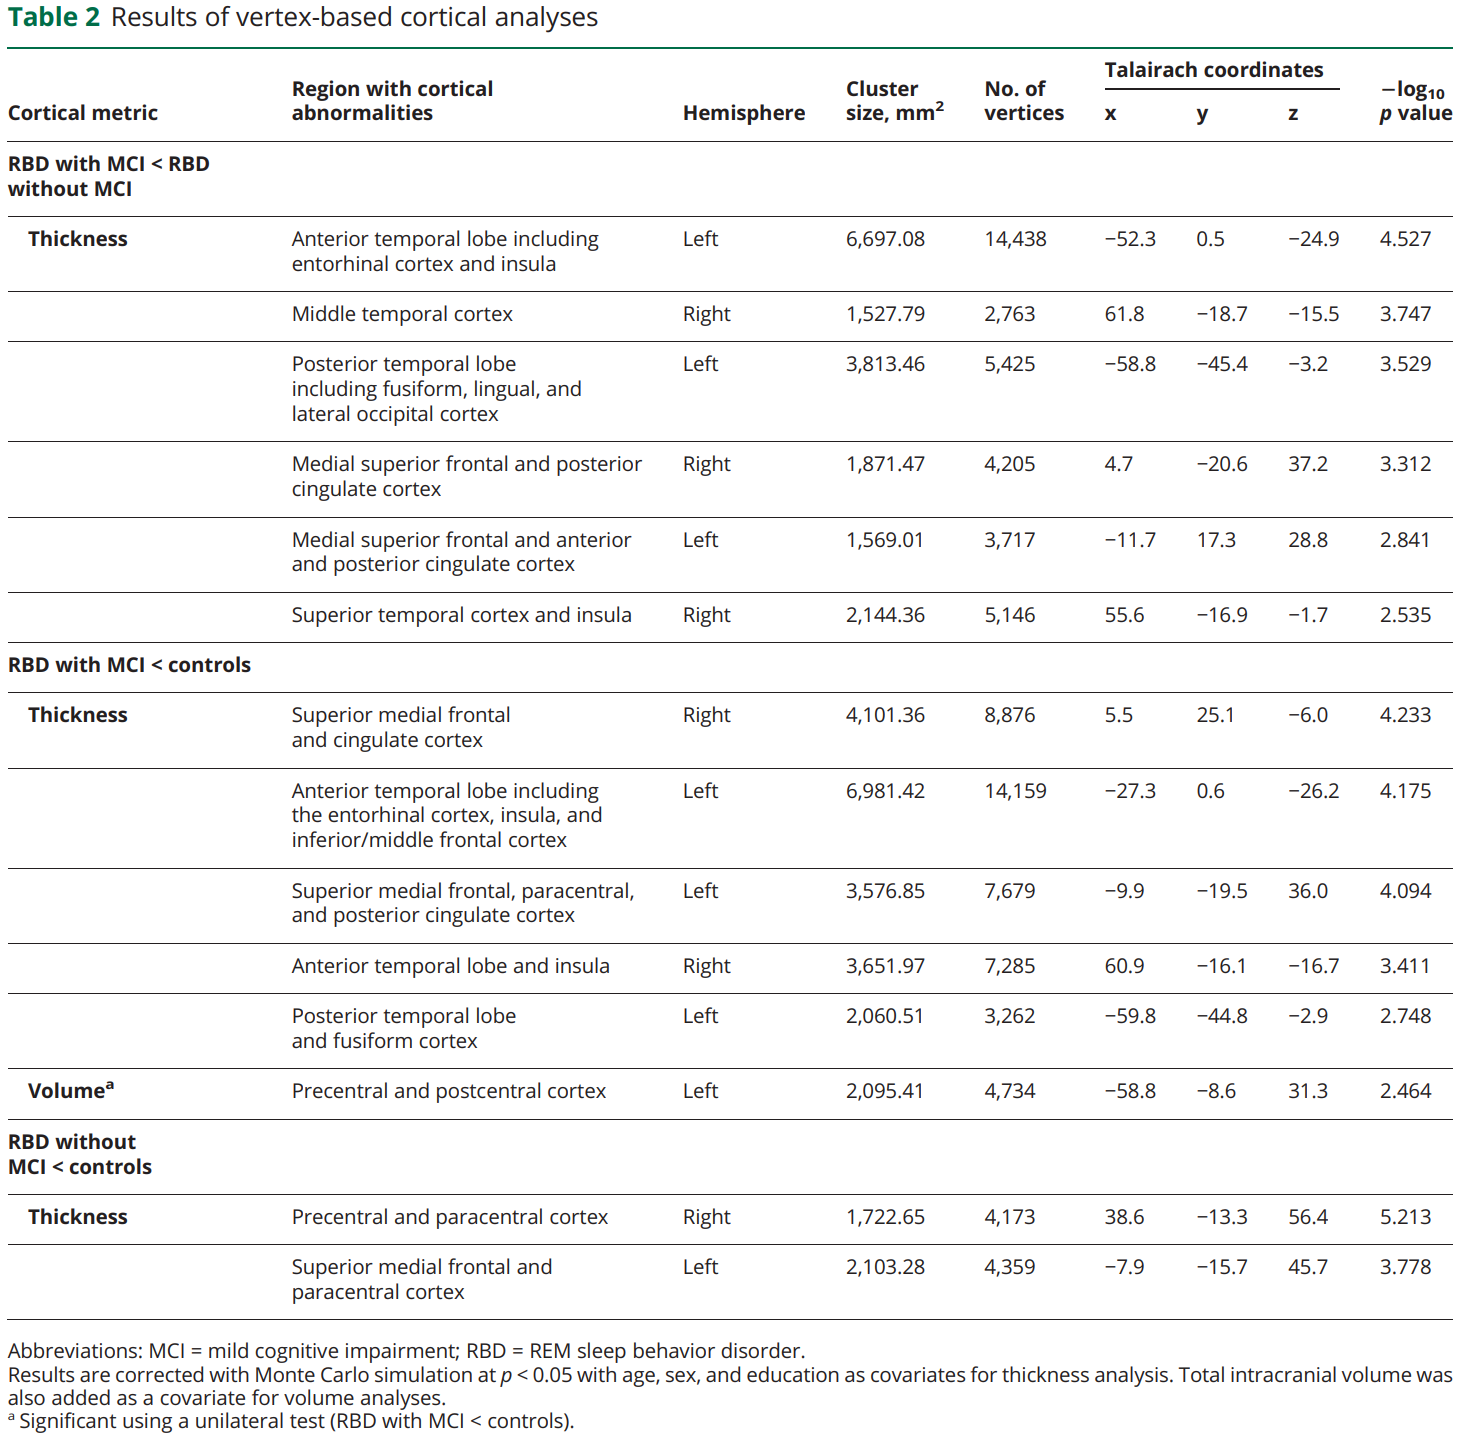 Table 2 Results of vertex-based cortical analyses
Cortical metric
Region with cortical
abnormalities
Hemisphere
Cluster
size, mm²
No. of
vertices
Talairach coordinates
x y z
−log₁₀
p value
RBD with MCI < RBD
without MCI
Thickness Anterior temporal lobe including Left 6,697.08 14,438 −52.3 0.5 −24.9 4.527
entorhinal cortex and insula
Middle temporal cortex Right 1,527.79 2,763 61.8 −18.7 −15.5 3.747
Posterior temporal lobe Left 3,813.46 5,425 −58.8 −45.4 −3.2 3.529
including fusiform, lingual, and
lateral occipital cortex
Medial superior frontal and posterior Right 1,871.47 4,205 4.7 −20.6 37.2 3.312
cingulate cortex
Medial superior frontal and anterior Left 1,569.01 3,717 −11.7 17.3 28.8 2.841
and posterior cingulate cortex
Superior temporal cortex and insula Right 2,144.36 5,146 55.6 −16.9 −1.7 2.535
RBD with MCI < controls
Thickness Superior medial frontal Right 4,101.36 8,876 5.5 25.1 −6.0 4.233
and cingulate cortex
Anterior temporal lobe including Left 6,981.42 14,159 −27.3 0.6 −26.2 4.175
the entorhinal cortex, insula, and
inferior/middle frontal cortex
Superior medial frontal, paracentral, Left 3,576.85 7,679 −9.9 −19.5 36.0 4.094
and posterior cingulate cortex
Anterior temporal lobe and insula Right 3,651.97 7,285 60.9 −16.1 −16.7 3.411
Posterior temporal lobe Left 2,060.51 3,262 −59.8 −44.8 −2.9 2.748
and fusiform cortex
Volumeᵃ Precentral and postcentral cortex Left 2,095.41 4,734 −58.8 −8.6 31.3 2.464
RBD without
MCI < controls
Thickness Precentral and paracentral cortex Right 1,722.65 4,173 38.6 −13.3 56.4 5.213
Superior medial frontal and Left 2,103.28 4,359 −7.9 −15.7 45.7 3.778
paracentral cortex
Abbreviations: MCI = mild cognitive impairment; RBD = REM sleep behavior disorder.
Results are corrected with Monte Carlo simulation at p < 0.05 with age, sex, and education as covariates for thickness analysis. Total intracranial volume was
also added as a covariate for volume analyses.
ᵃ Significant using a unilateral test (RBD with MCI < controls).